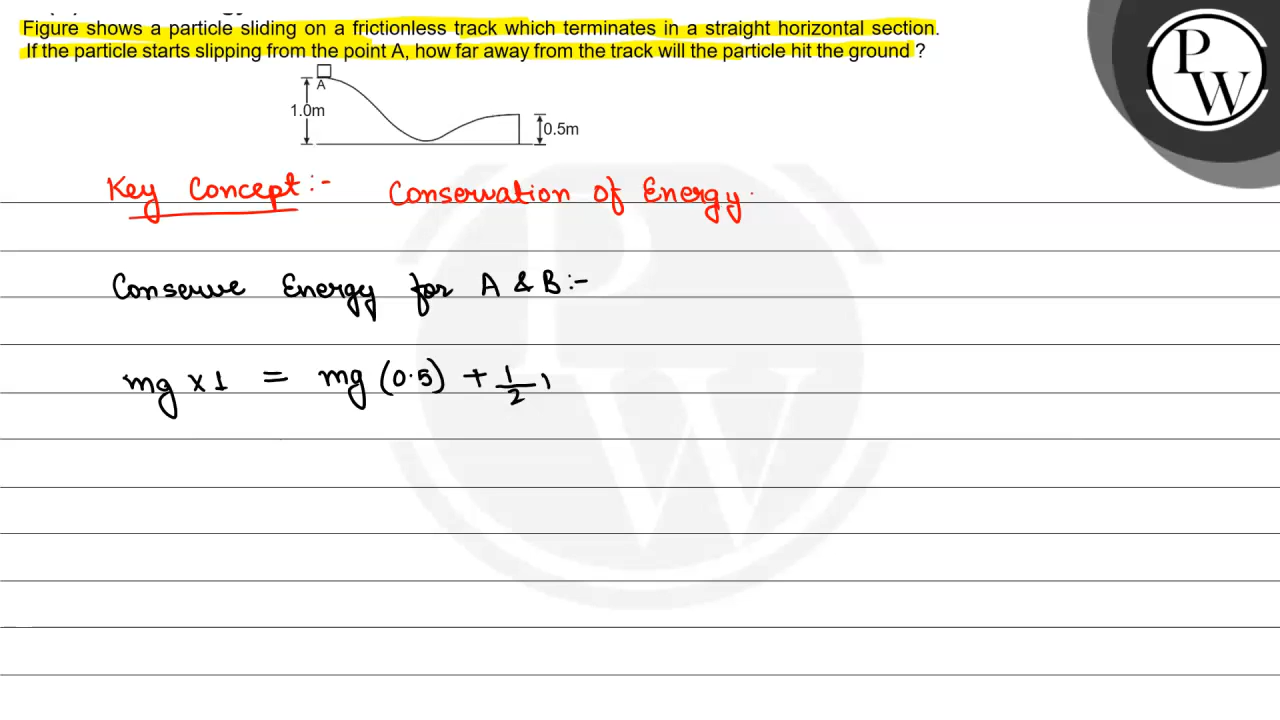 Figure shows a particle sliding on a frictionless track which terminates in a straight horizontal section.
If the particle starts slipping from the point A, how far away from the track will the particle hit the ground ?
A
1.0m
0.5m
P
W
Key Concept:- Conservation of Energy.
Conserve Energy for A & B:-
mg x 1 = mg (0.5) + 1/2